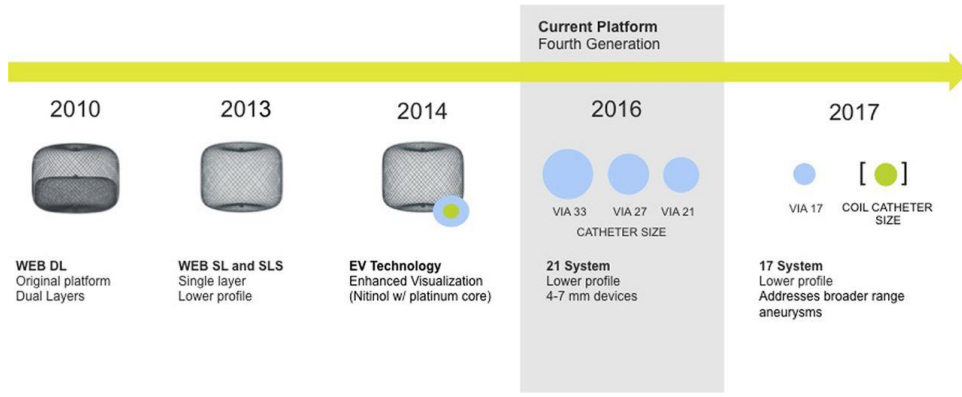 Current Platform
Fourth Generation
2010
2013
2014
2016
2017
VIA 33
VIA 27
VIA 21
CATHETER SIZE
VIA 17
[ ]
COIL CATHETER
SIZE
WEB DL
Original platform
Dual Layers
WEB SL and SLS
Single layer
Lower profile
EV Technology
Enhanced Visualization
(Nitinol w/ platinum core)
21 System
Lower profile
4-7 mm devices
17 System
Lower profile
Addresses broader range
aneurysms